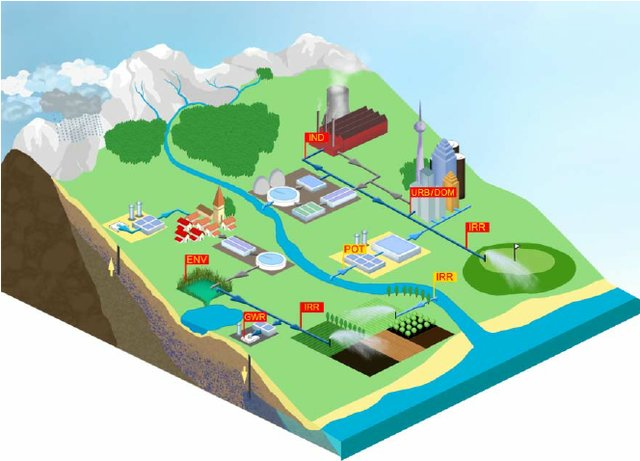 IND
URB/DOM
IRR
POT
ENV
IRR
IRR
GWR